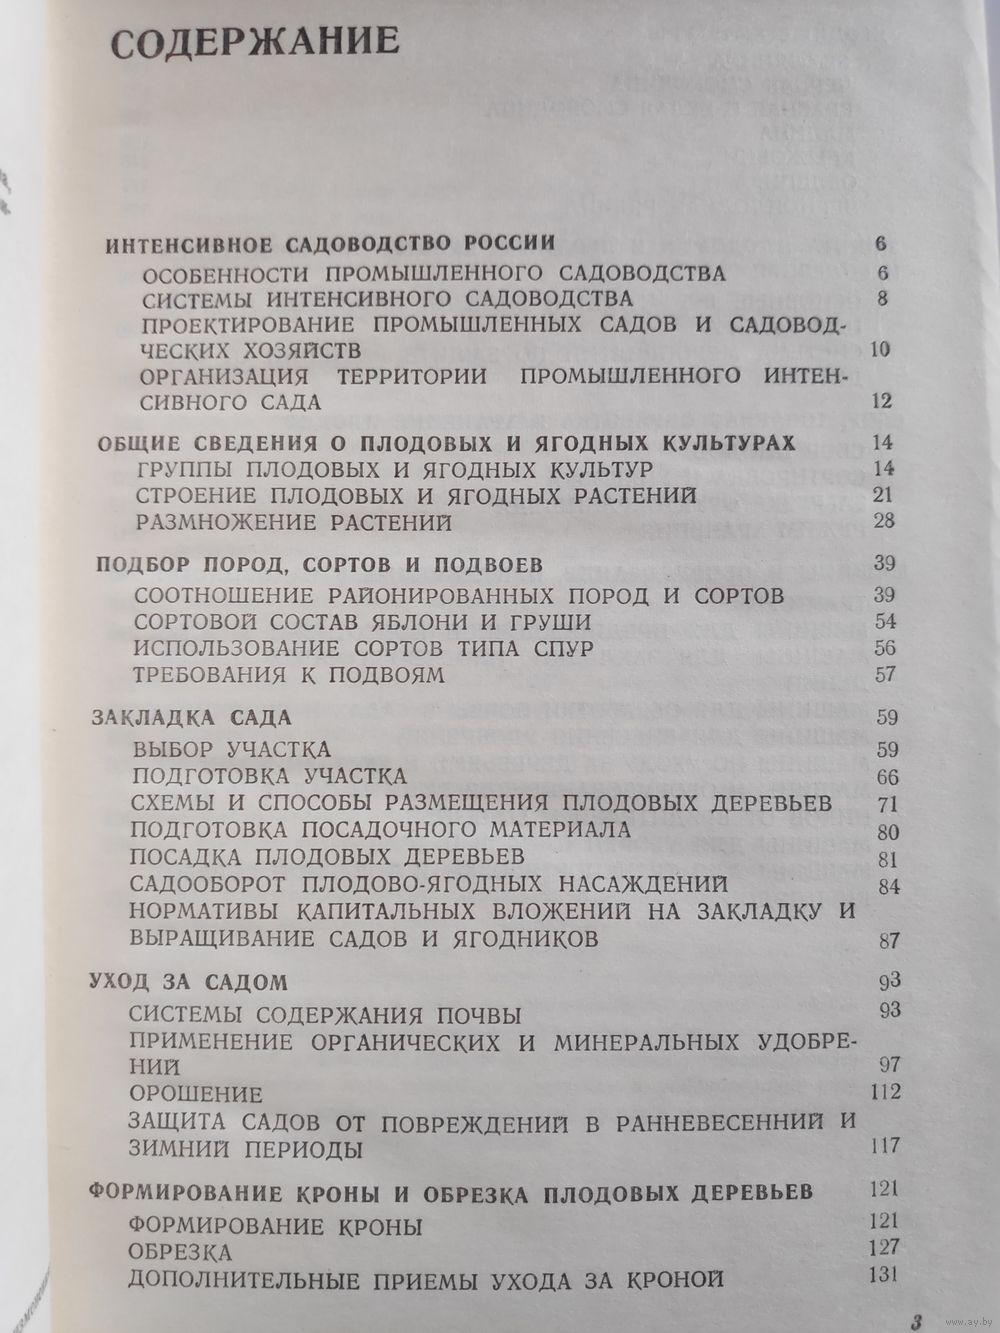 СОДЕРЖАНИЕ
ИНТЕНСИВНОЕ САДОВОДСТВО РОССИИ 6
ОСОБЕННОСТИ ПРОМЫШЛЕННОГО САДОВОДСТВА 6
СИСТЕМЫ ИНТЕНСИВНОГО САДОВОДСТВА 8
ПРОЕКТИРОВАНИЕ ПРОМЫШЛЕННЫХ САДОВ И САДОВОД-
ЧЕСКИХ ХОЗЯЙСТВ 10
ОРГАНИЗАЦИЯ ТЕРРИТОРИИ ПРОМЫШЛЕННОГО ИНТЕН-
СИВНОГО САДА 12
ОБЩИЕ СВЕДЕНИЯ О ПЛОДОВЫХ И ЯГОДНЫХ КУЛЬТУРАХ 14
ГРУППЫ ПЛОДОВЫХ И ЯГОДНЫХ КУЛЬТУР 14
СТРОЕНИЕ ПЛОДОВЫХ И ЯГОДНЫХ РАСТЕНИЙ 21
РАЗМНОЖЕНИЕ РАСТЕНИЙ 28
ПОДБОР ПОРОД, СОРТОВ И ПОДВОЕВ 39
СООТНОШЕНИЕ РАЙОНИРОВАННЫХ ПОРОД И СОРТОВ 39
СОРТОВОЙ СОСТАВ ЯБЛОНИ И ГРУШИ 54
ИСПОЛЬЗОВАНИЕ СОРТОВ ТИПА СПУР 56
ТРЕБОВАНИЯ К ПОДВОЯМ 57
ЗАКЛАДКА САДА 59
ВЫБОР УЧАСТКА 59
ПОДГОТОВКА УЧАСТКА 66
СХЕМЫ И СПОСОБЫ РАЗМЕЩЕНИЯ ПЛОДОВЫХ ДЕРЕВЬЕВ 71
ПОДГОТОВКА ПОСАДОЧНОГО МАТЕРИАЛА 80
ПОСАДКА ПЛОДОВЫХ ДЕРЕВЬЕВ 81
САДООБОРОТ ПЛОДОВО-ЯГОДНЫХ НАСАЖДЕНИЙ 84
НОРМАТИВЫ КАПИТАЛЬНЫХ ВЛОЖЕНИЙ НА ЗАКЛАДКУ И
ВЫРАЩИВАНИЕ САДОВ И ЯГОДНИКОВ 87
УХОД ЗА САДОМ 93
СИСТЕМЫ СОДЕРЖАНИЯ ПОЧВЫ 93
ПРИМЕНЕНИЕ ОРГАНИЧЕСКИХ И МИНЕРАЛЬНЫХ УДОБРЕ-
НИЙ 97
ОРОШЕНИЕ 112
ЗАЩИТА САДОВ ОТ ПОВРЕЖДЕНИЙ В РАННЕВЕСЕННИЙ И
ЗИМНИЙ ПЕРИОДЫ 117
ФОРМИРОВАНИЕ КРОНЫ И ОБРЕЗКА ПЛОДОВЫХ ДЕРЕВЬЕВ 121
ФОРМИРОВАНИЕ КРОНЫ 121
ОБРЕЗКА 127
ДОПОЛНИТЕЛЬНЫЕ ПРИЕМЫ УХОДА ЗА КРОНОЙ 131
3
www.ay.by